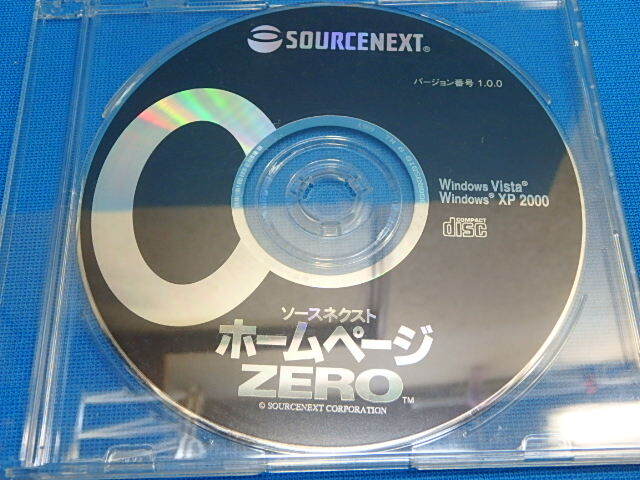 SOURCENEXT®
バージョン番号 1.0.0
Windows Vista®
Windows® XP 2000
COMPACT
disc
ソースネクスト
ホームページ
ZERO™
© SOURCENEXT CORPORATION